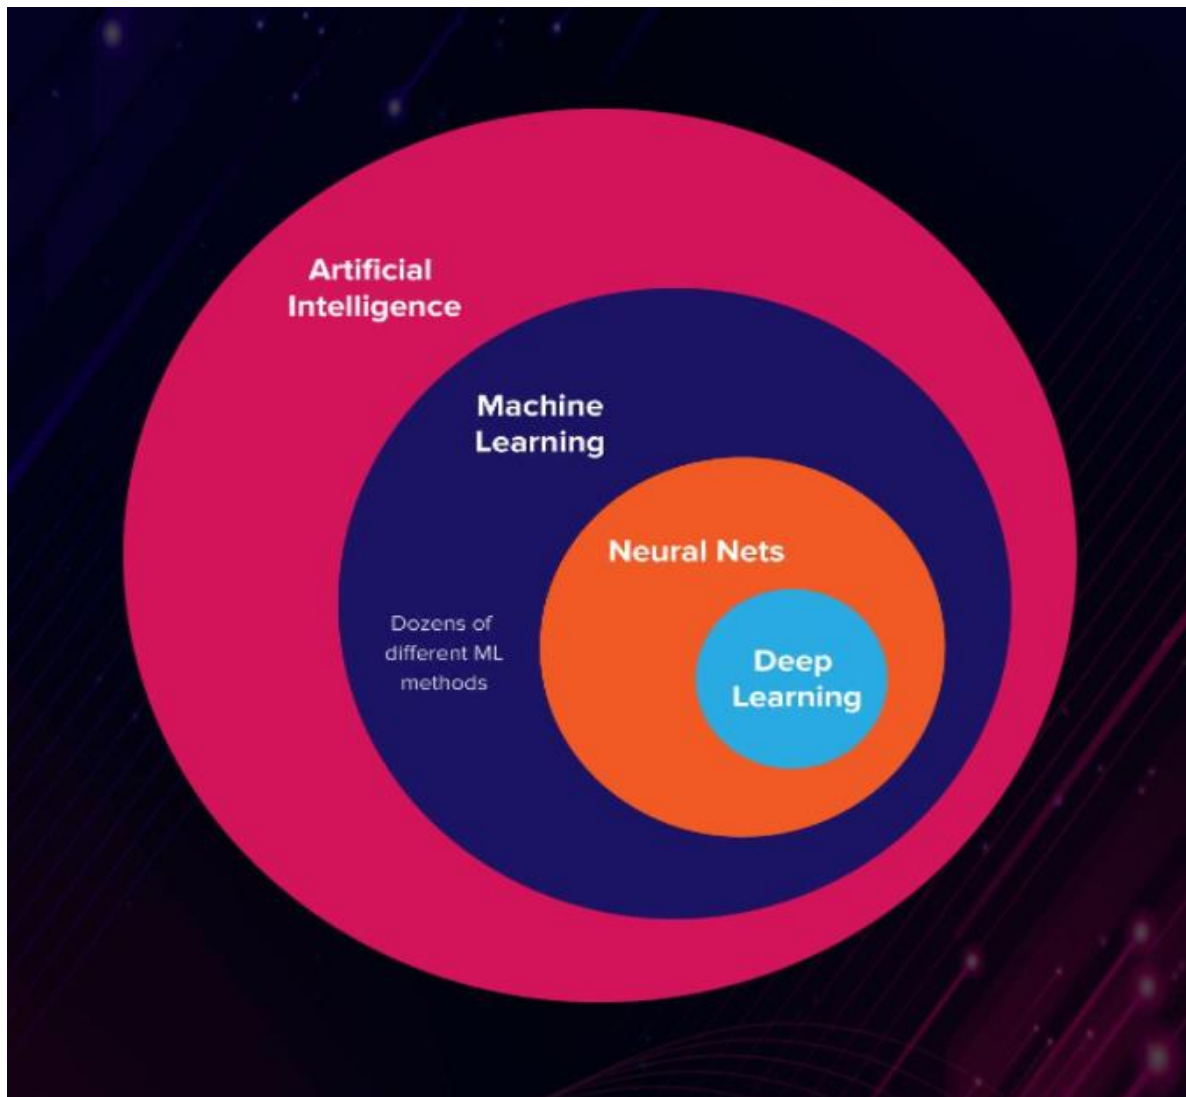 Artificial
Intelligence
Machine
Learning
Neural Nets
Dozens of
different ML
methods
Deep
Learning